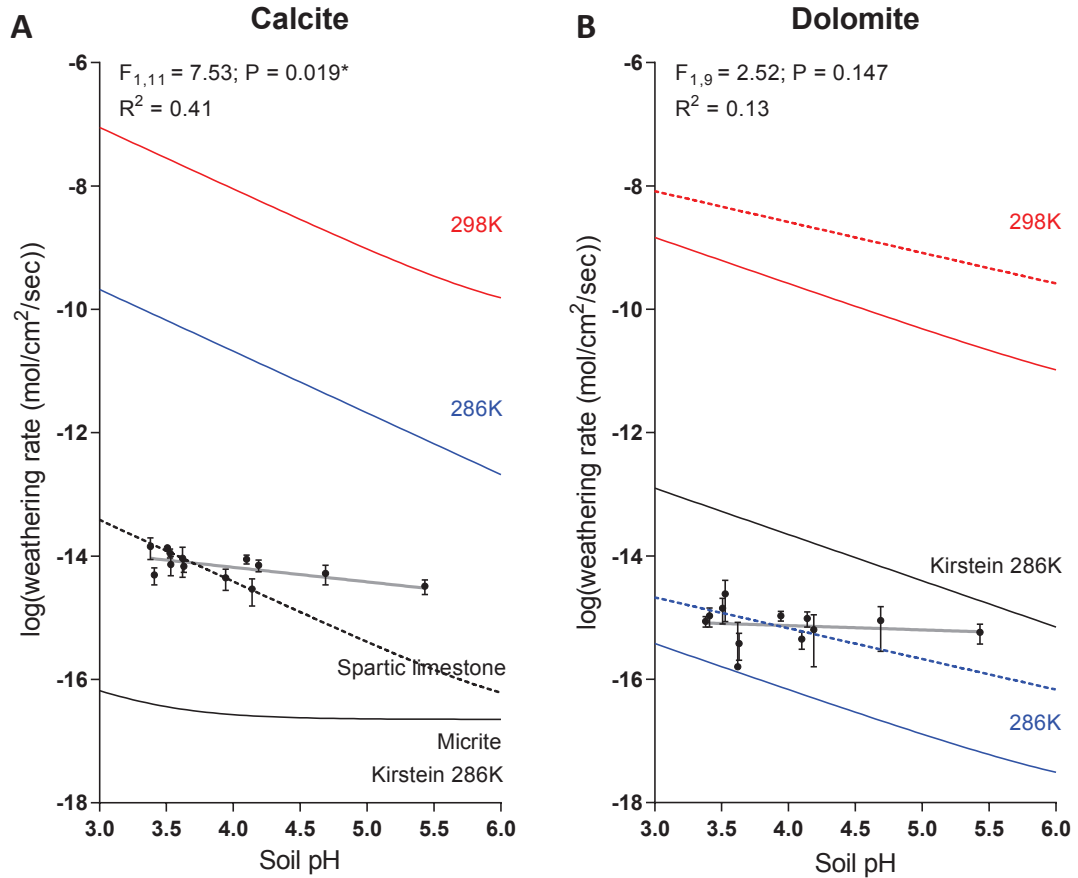 A
Calcite
F1,11 = 7.53; P = 0.019*
R2 = 0.41
298K
286K
Spartic limestone
Micrite
Kirstein 286K
log(weathering rate (mol/cm2/sec))
-6
-8
-10
-12
-14
-16
-18
3.0 3.5 4.0 4.5 5.0 5.5 6.0
Soil pH
B
Dolomite
F1,9 = 2.52; P = 0.147
R2 = 0.13
298K
Kirstein 286K
286K
log(weathering rate (mol/cm2/sec))
-6
-8
-10
-12
-14
-16
-18
3.0 3.5 4.0 4.5 5.0 5.5 6.0
Soil pH